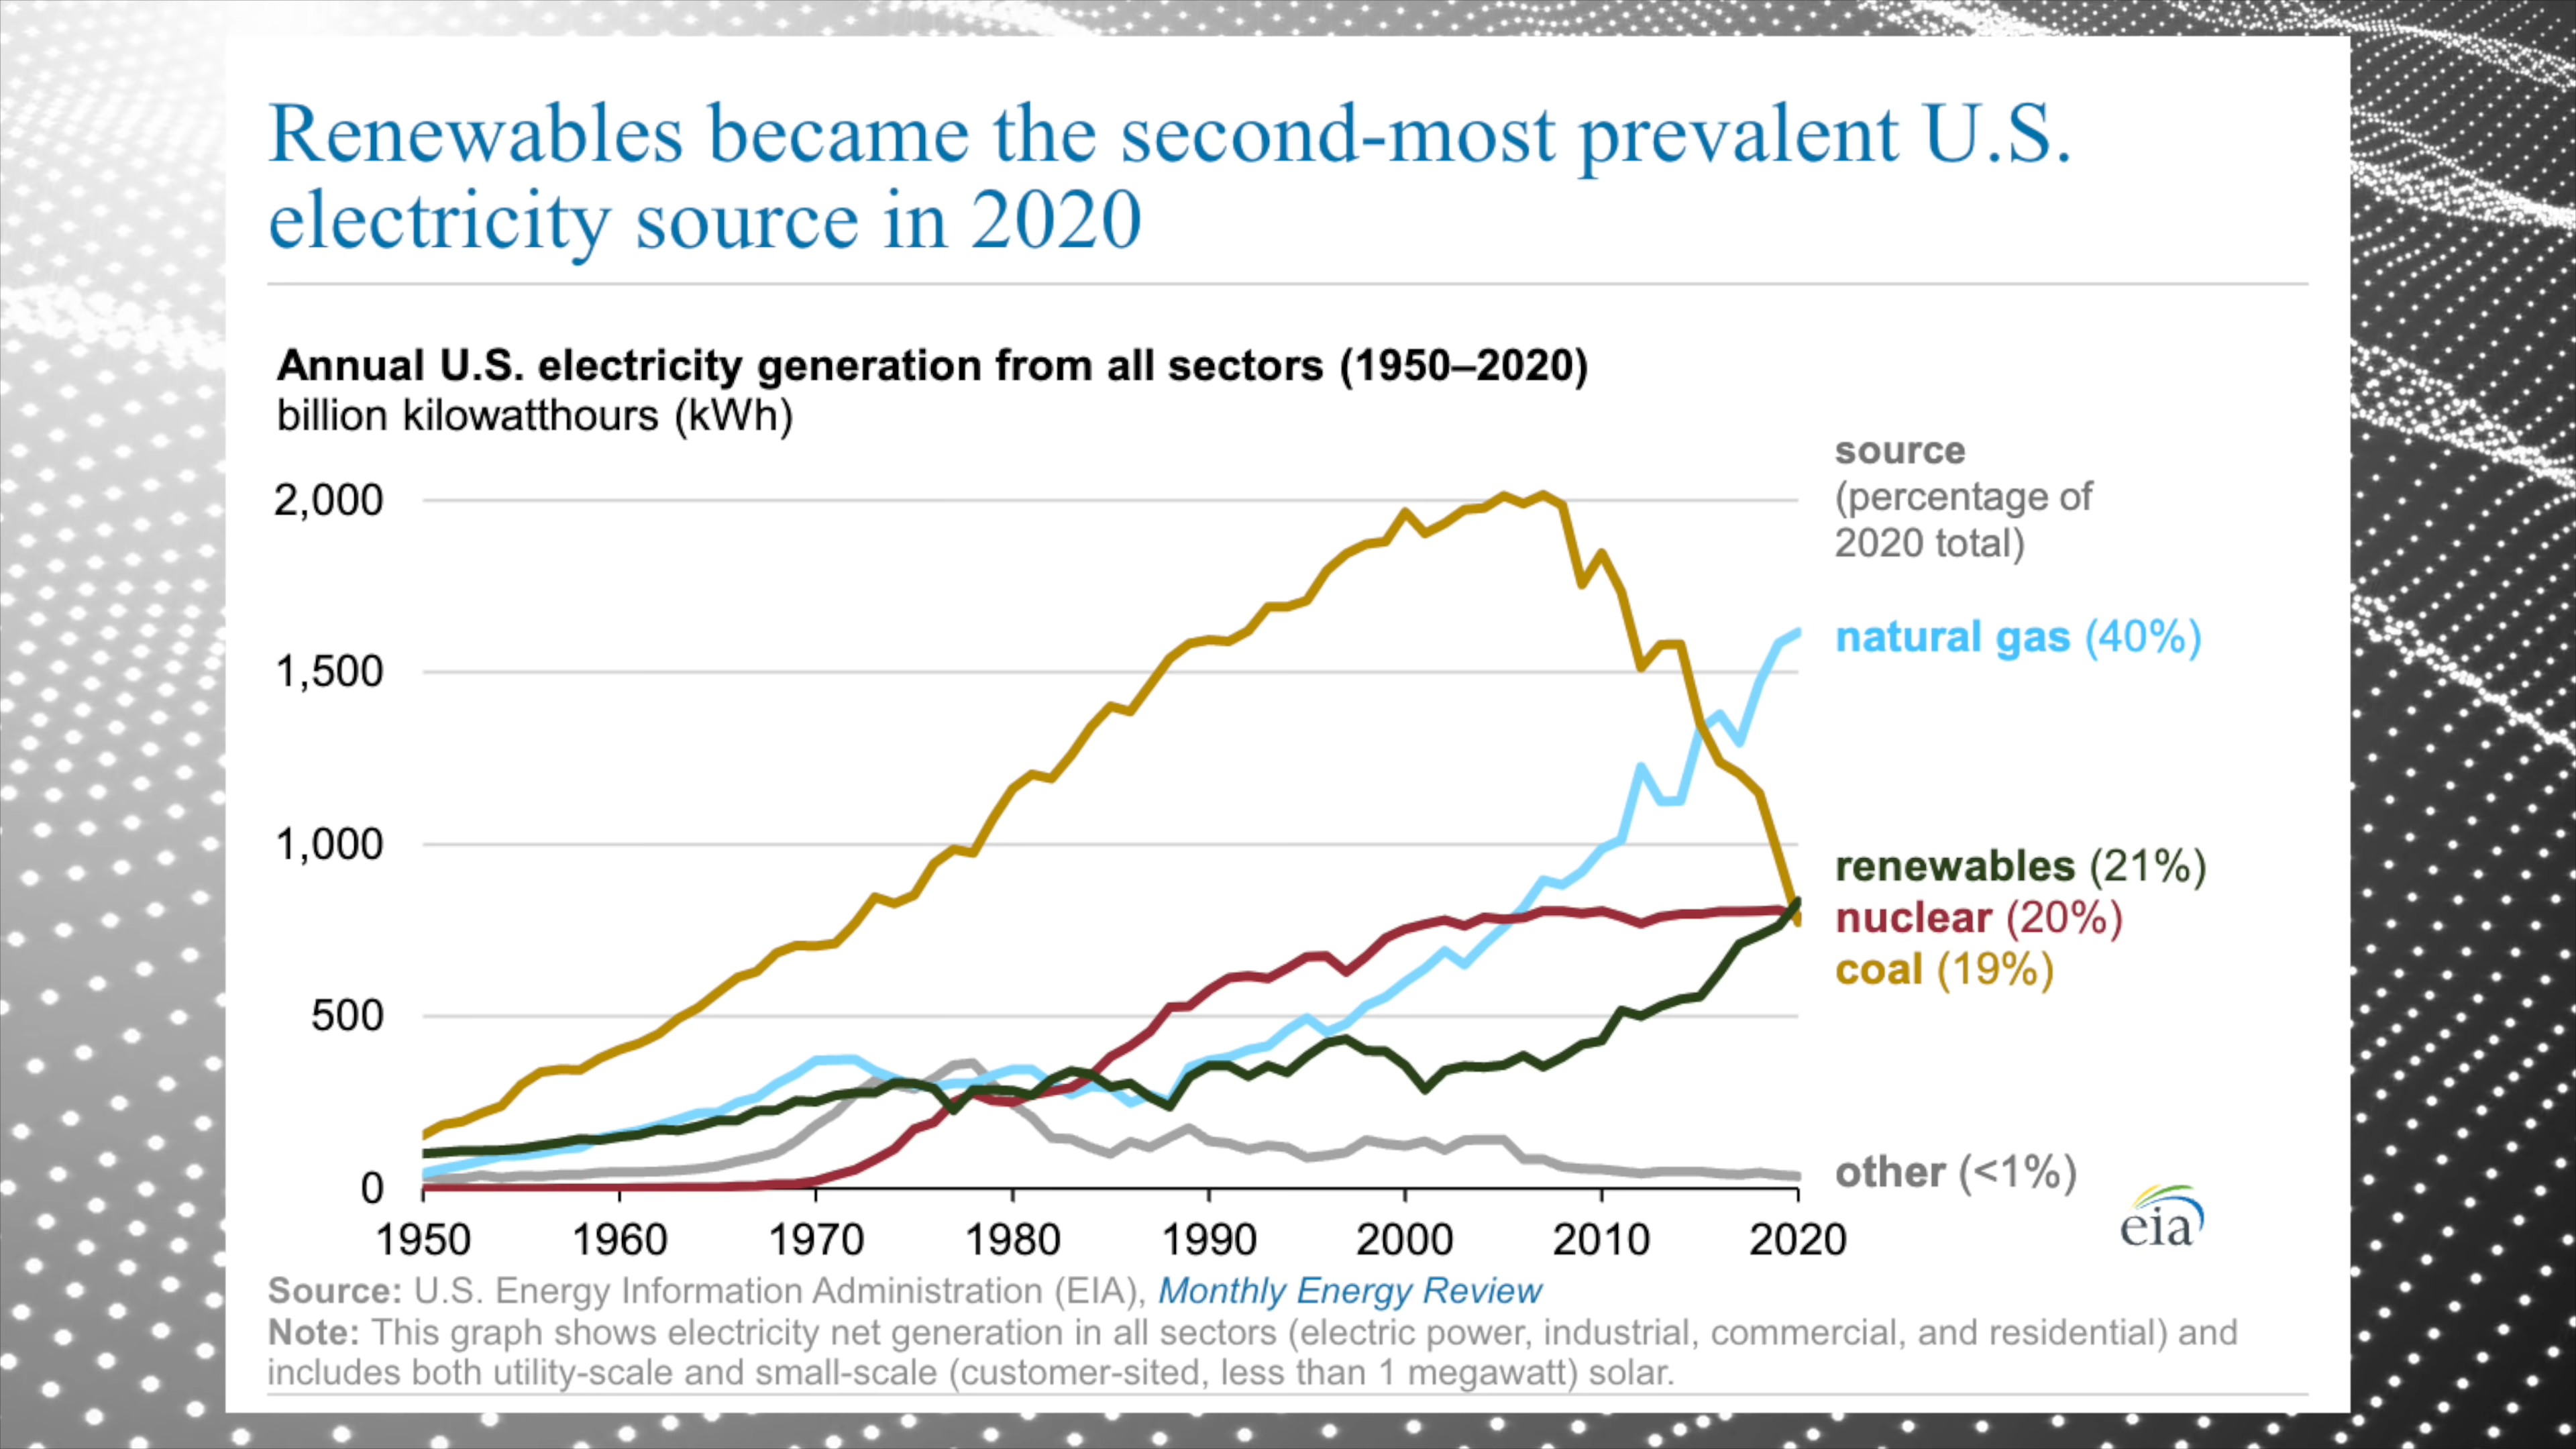 Renewables became the second-most prevalent U.S.
electricity source in 2020
Annual U.S. electricity generation from all sectors (1950–2020)
billion kilowatthours (kWh)
source
(percentage of
2020 total)
2,000
1,500
1,000
500
0
natural gas (40%)
renewables (21%)
nuclear (20%)
coal (19%)
other (<1%)
eia
1950 1960 1970 1980 1990 2000 2010 2020
Source: U.S. Energy Information Administration (EIA), Monthly Energy Review
Note: This graph shows electricity net generation in all sectors (electric power, industrial, commercial, and residential) and
includes both utility-scale and small-scale (customer-sited, less than 1 megawatt) solar.